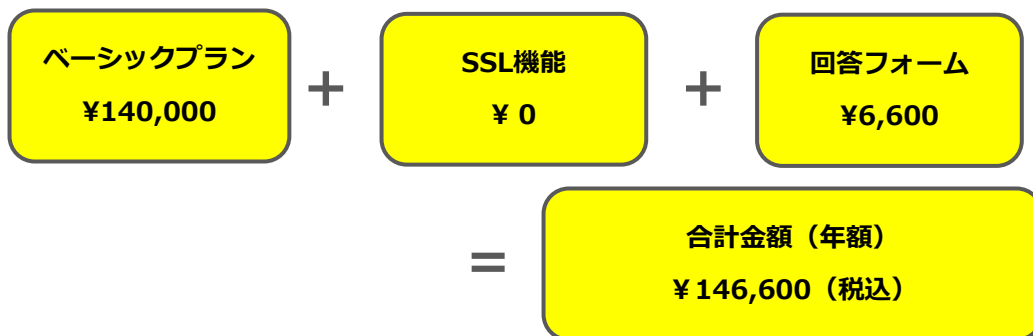 ベーシックプラン
¥140,000
+
SSL機能
¥ 0
+
回答フォーム
¥6,600
=
合計金額（年額）
¥146,600（税込）